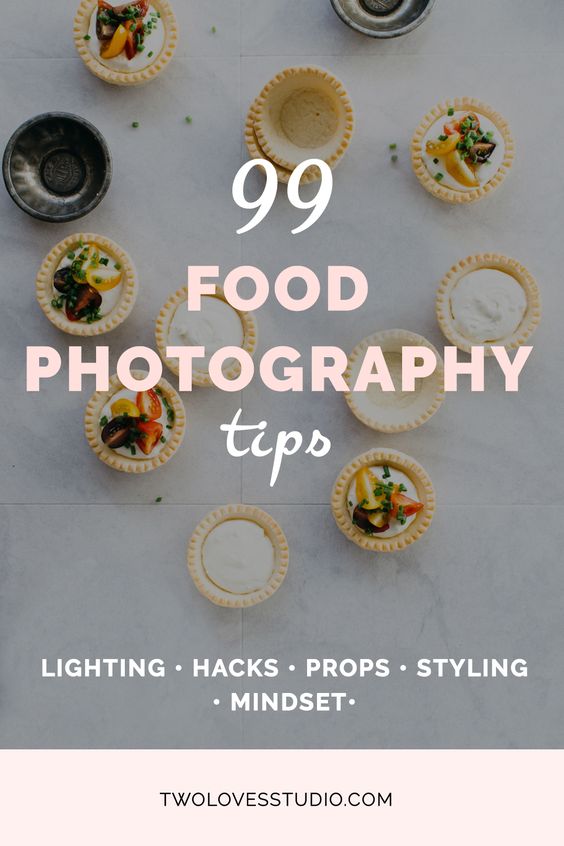 99
FOOD
PHOTOGRAPHY
tips
LIGHTING • HACKS • PROPS • STYLING
• MINDSET•
TWOLOVESSTUDIO.COM